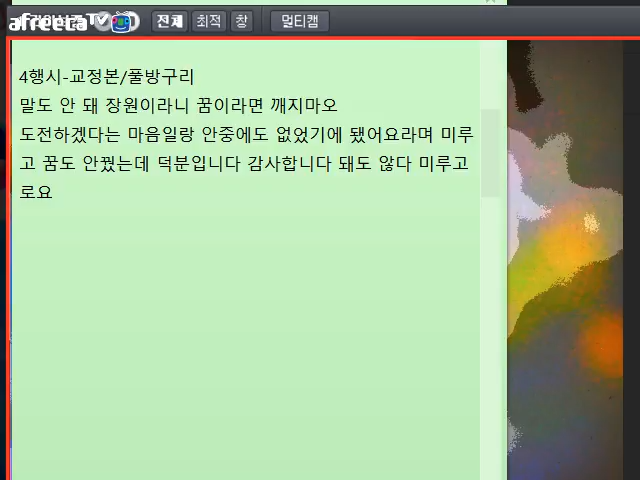 afreecaTV
전체 최적 창 멀티캠
4행시-교정본/풀방구리
말도 안 돼 장원이라니 꿈이라면 깨지마오
도전하겠다는 마음일랑 안중에도 없었기에 됐어요라며 미루
고 꿈도 안꿨는데 덕분입니다 감사합니다 돼도 않다 미루고
로요